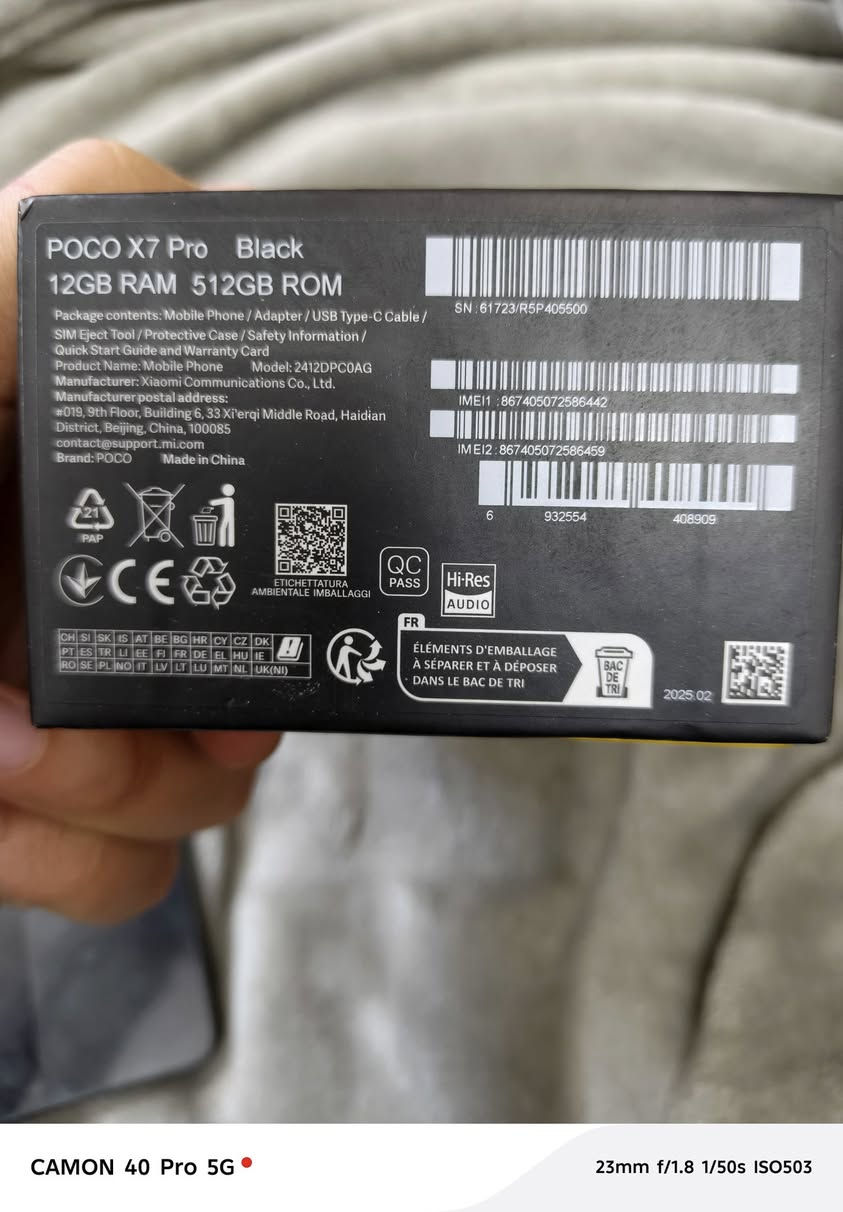 POCO X7 Pro Black
12GB RAM 512GB ROM
Package contents: Mobile Phone / Adapter / USB Type-C Cable /
SIM Eject Tool / Protective Case / Safety Information /
Quick Start Guide and Warranty Card
Product Name: Mobile Phone Model: 2412DPC0AG
Manufacturer: Xiaomi Communications Co., Ltd.
Manufacturer postal address:
#019, 9th Floor, Building 6, 33 Xi'erqi Middle Road, Haidian
District, Beijing, China, 100085
contact@support.mi.com
Brand: POCO Made in China
SN : 61723/R5P405500
IMEI1 : 867405072586442
IMEI2 : 867405072586459
6 932554 408909
21
PAP
CE
ETICHETTATURA
AMBIENTALE IMBALLAGGI
QC
PASS
Hi-Res
AUDIO
CH SI SK IS AT BE BG HR CY CZ DK
PT ES TR LI EE FI FR DE EL HU IE
RO SE PL NO IT LV LT LU MT NL UK(NI)
FR
ÉLÉMENTS D'EMBALLAGE
À SÉPARER ET À DÉPOSER
DANS LE BAC DE TRI
BAC
DE
TRI
2025.02
CAMON 40 Pro 5G
23mm f/1.8 1/50s ISO503